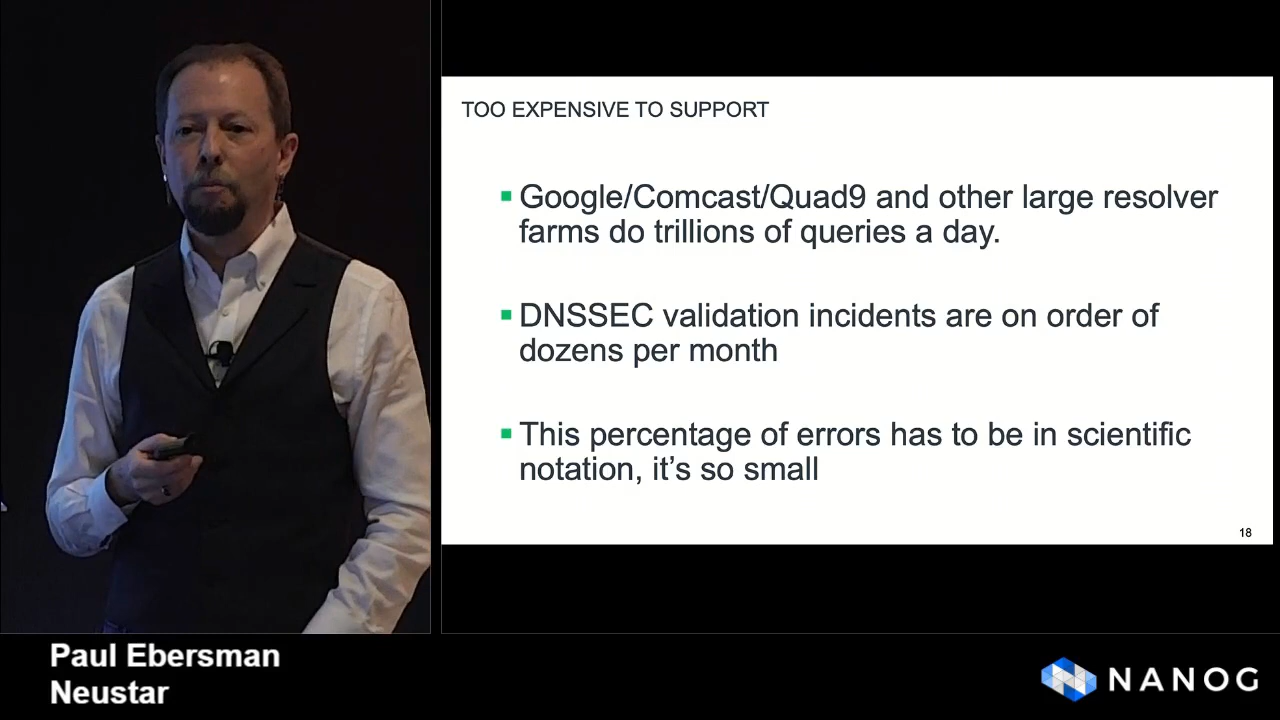 TOO EXPENSIVE TO SUPPORT
▪ Google/Comcast/Quad9 and other large resolver
farms do trillions of queries a day.
▪ DNSSEC validation incidents are on order of
dozens per month
▪ This percentage of errors has to be in scientific
notation, it’s so small
18
Paul Ebersman
Neustar
NANOG